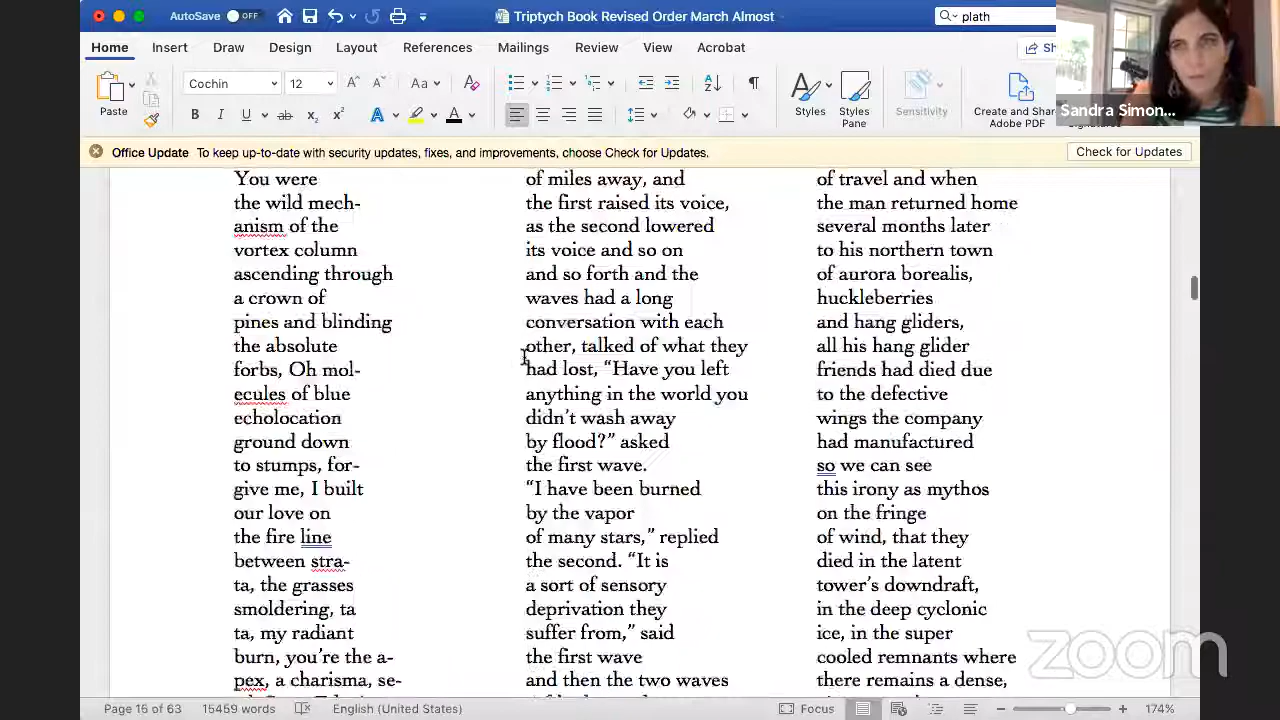 AutoSave OFF
Triptych Book Revised Order March Almost
plath
Home Insert Draw Design Layout References Mailings Review View Acrobat
Sh
Sandra Simon...
Paste
Cochin 12
Styles
Styles Pane
Sensitivity
Create and Share Adobe PDF
Office Update To keep up-to-date with security updates, fixes, and improvements, choose Check for Updates.
Check for Updates
You were
the wild mech-
anism of the
vortex column
ascending through
a crown of
pines and blinding
the absolute
forbs, Oh mol-
ecules of blue
echolocation
ground down
to stumps, for-
give me, I built
our love on
the fire line
between stra-
ta, the grasses
smoldering, ta
ta, my radiant
burn, you're the a-
pex, a charisma, se-
of miles away, and
the first raised its voice,
as the second lowered
its voice and so on
and so forth and the
waves had a long
conversation with each
other, talked of what they
had lost, “Have you left
anything in the world you
didn't wash away
by flood?” asked
the first wave.
“I have been burned
by the vapor
of many stars,” replied
the second. “It is
a sort of sensory
deprivation they
suffer from,” said
the first wave
and then the two waves
of travel and when
the man returned home
several months later
to his northern town
of aurora borealis,
huckleberries
and hang gliders,
all his hang glider
friends had died due
to the defective
wings the company
had manufactured
so we can see
this irony as mythos
on the fringe
of wind, that they
died in the latent
tower's downdraft,
in the deep cyclonic
ice, in the super
cooled remnants where
there remains a dense,
zoom
Page 15 of 63 15459 words English (United States) Focus 174%